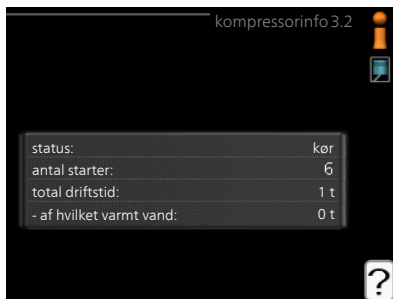 kompressorinfo 3.2
status: kør
antal starter: 6
total driftstid: 1 t
- af hvilket varmt vand: 0 t
?